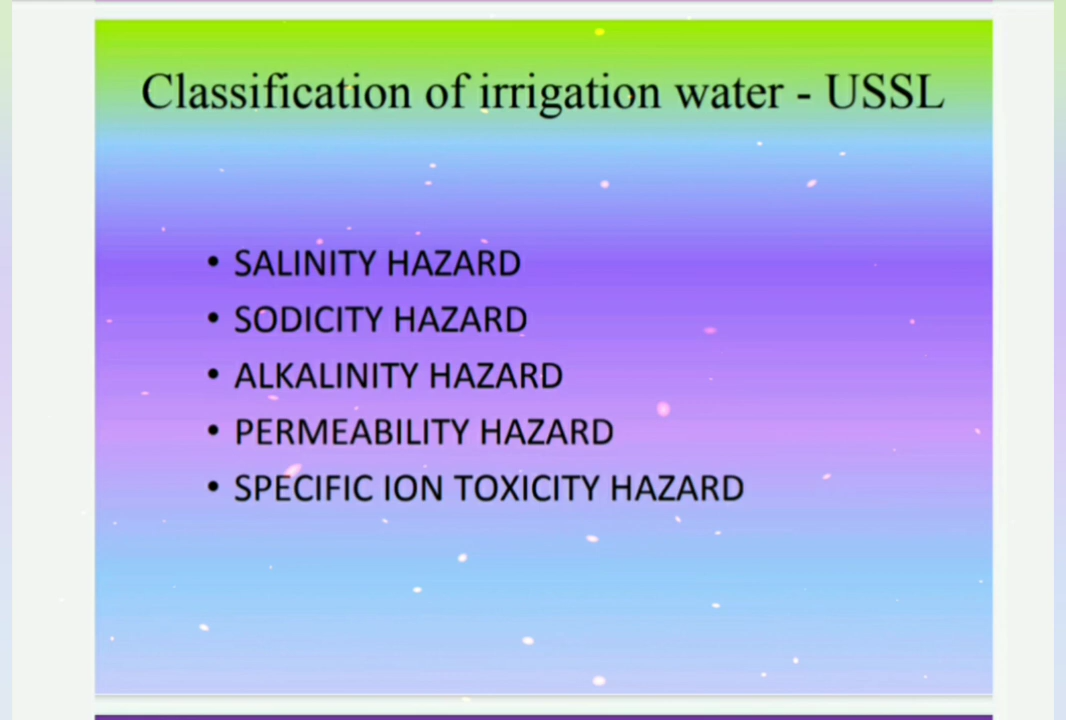 Classification of irrigation water - USSL
• SALINITY HAZARD
• SODICITY HAZARD
• ALKALINITY HAZARD
• PERMEABILITY HAZARD
• SPECIFIC ION TOXICITY HAZARD